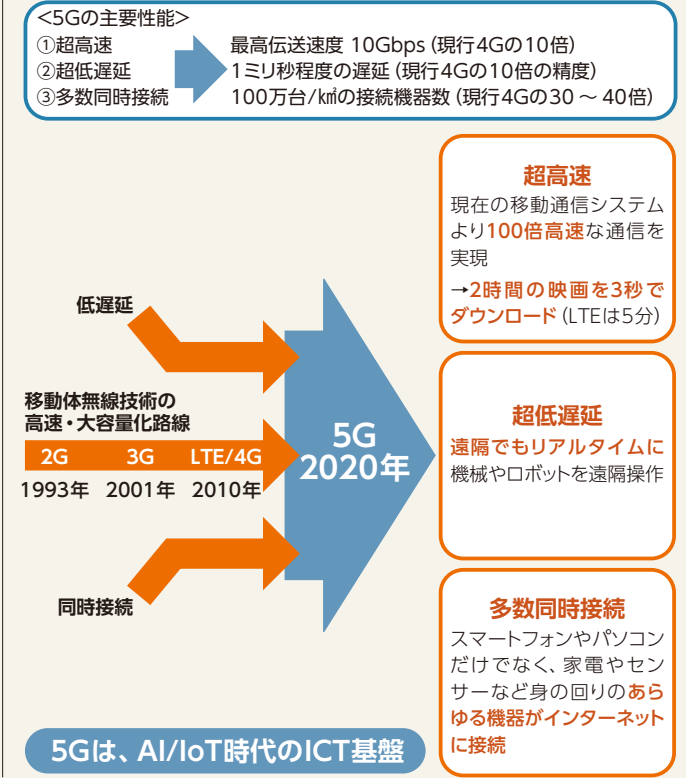 <5Gの主要性能>
①超高速 最高伝送速度 10Gbps (現行4Gの10倍)
②超低遅延 1ミリ秒程度の遅延 (現行4Gの10倍の精度)
③多数同時接続 100万台/㎢の接続機器数 (現行4Gの30 ～ 40倍)
超高速
現在の移動通信システム
より100倍高速な通信を
実現
→2時間の映画を3秒で
ダウンロード (LTEは5分)
低遅延
移動体無線技術の
高速・大容量化路線
2G 3G LTE/4G
1993年 2001年 2010年
同時接続
5G
2020年
超低遅延
遠隔でもリアルタイムに
機械やロボットを遠隔操作
多数同時接続
スマートフォンやパソコン
だけでなく、家電やセン
サーなど身の回りのあら
ゆる機器がインターネット
に接続
5Gは、AI/IoT時代のICT基盤